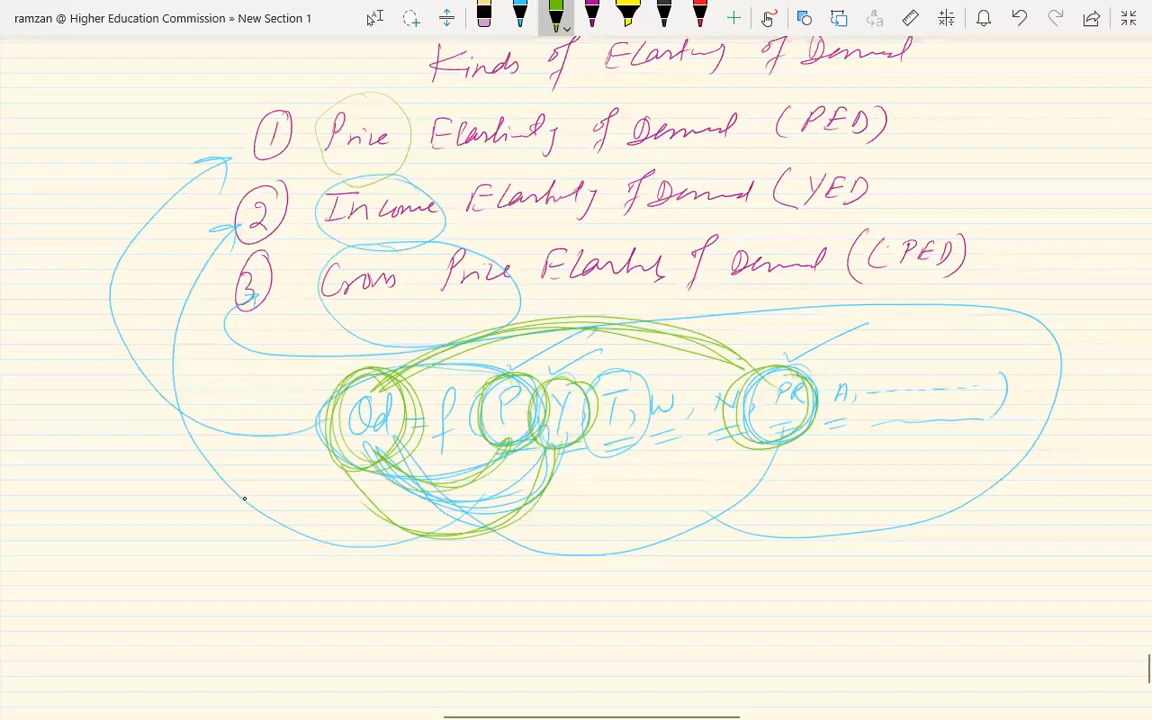 ramzan @ Higher Education Commission » New Section 1
Kinds of Elasticity of Demand
1 Price Elasticity of Demand (PED)
2 Income Elasticity of Demand (YED
3 Cross Price Elasticity of Demand (CPED)
Qd = f (P, Y, T, W, N, PR A, --------)